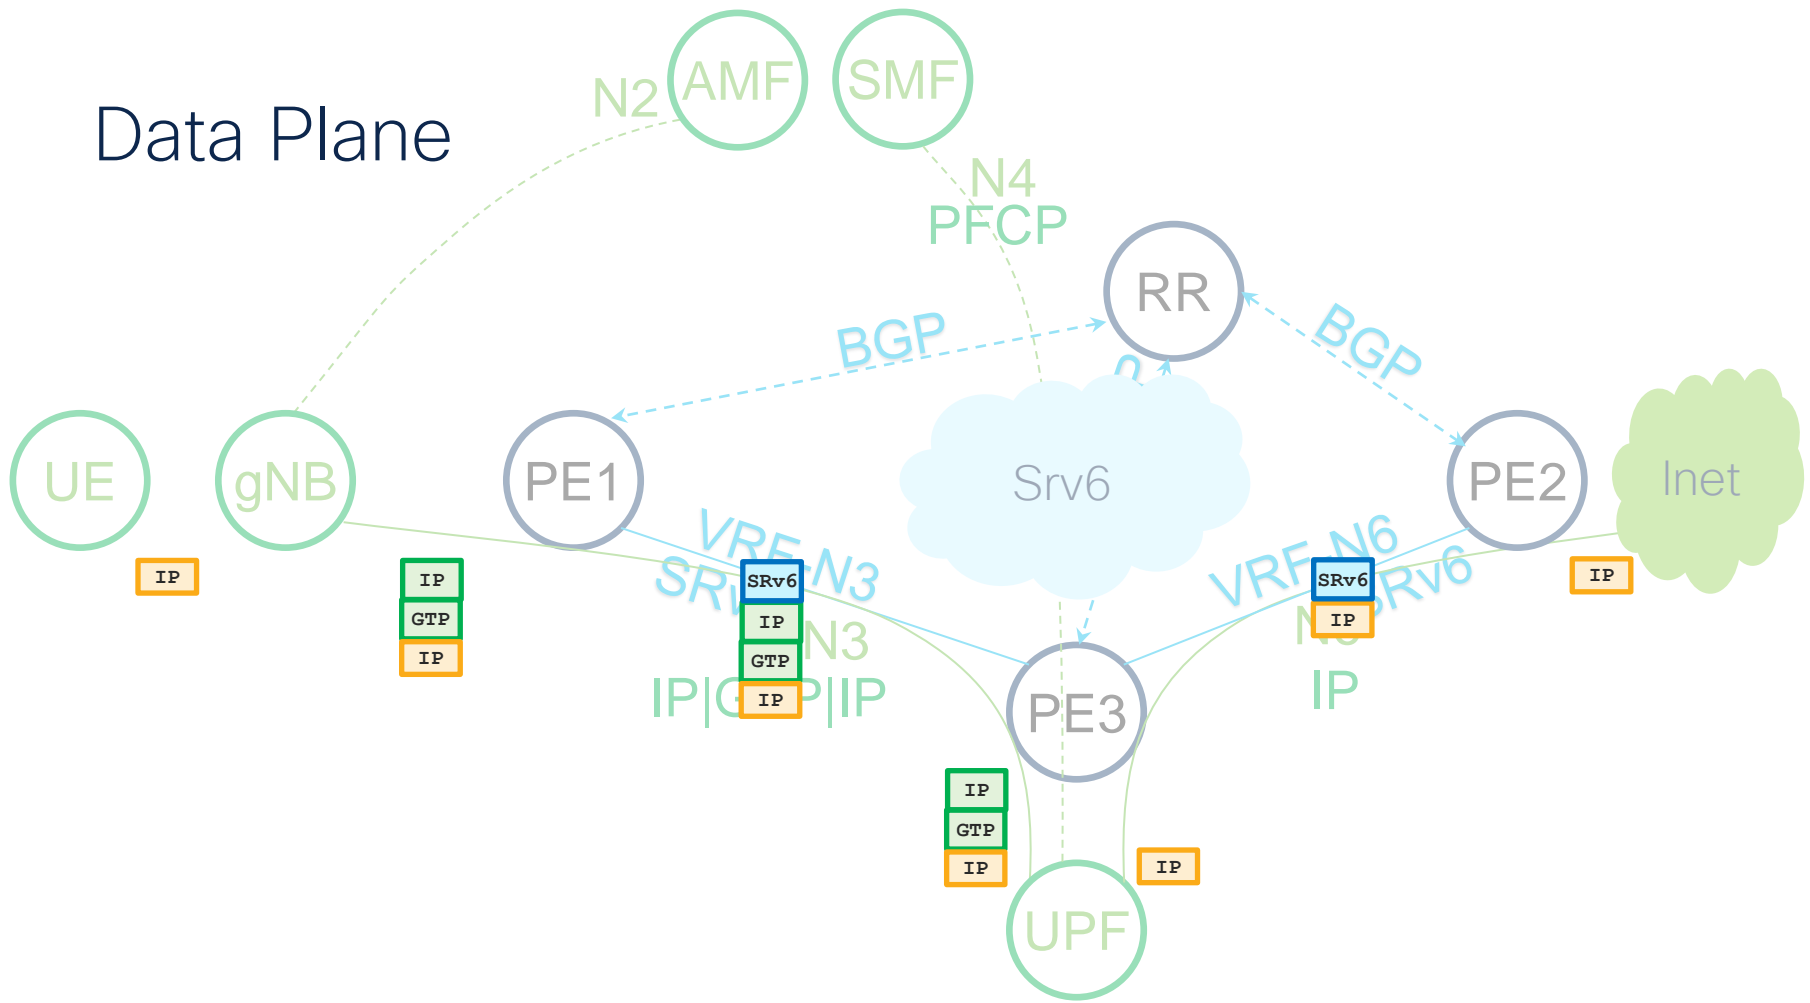 Data Plane
N2
AMF
SMF
N4
PFCP
RR
BGP
BGP
UE
gNB
PE1
Srv6
PE2
Inet
VRF-N3
VRF-N6
SRv6
IP
IP
GTP
IP
SRv6
IP
GTP
IP
N3
SRv6
IP
IP
IP
PE3
IP
GTP
IP
IP
UPF